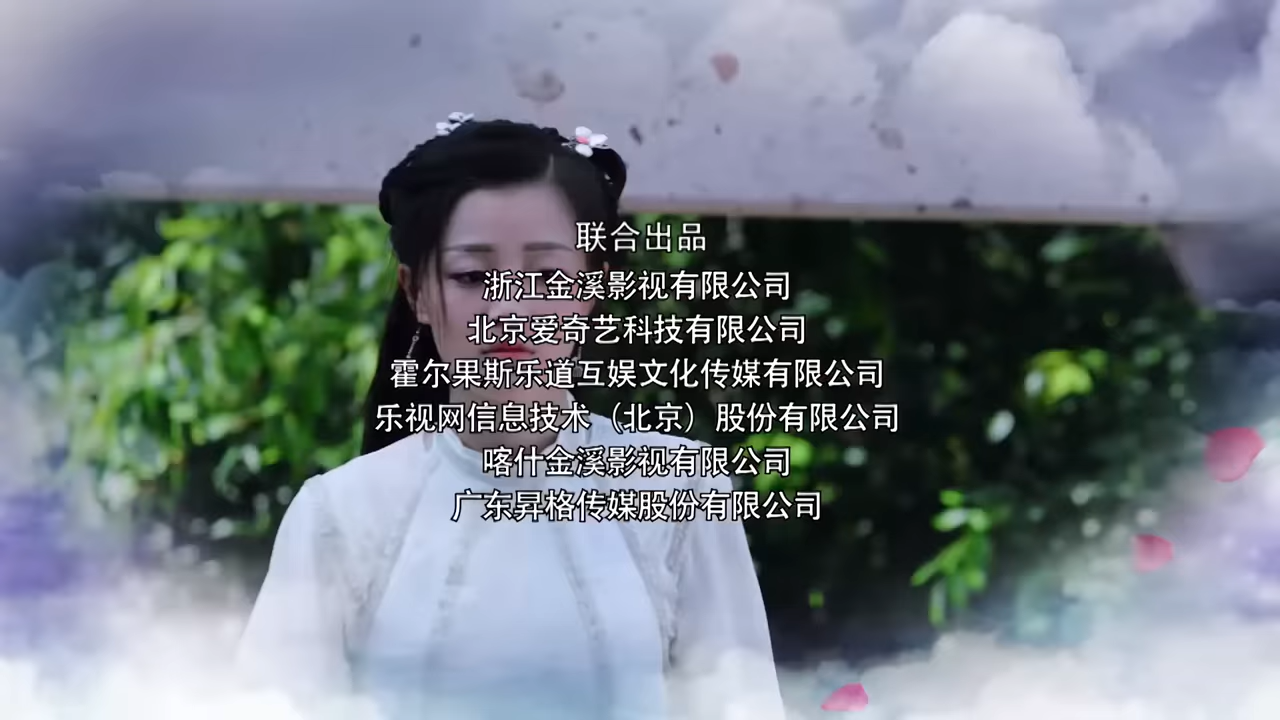 联合出品
浙江金溪影视有限公司
北京爱奇艺科技有限公司
霍尔果斯乐道互娱文化传媒有限公司
乐视网信息技术（北京）股份有限公司
喀什金溪影视有限公司
广东昇格传媒股份有限公司